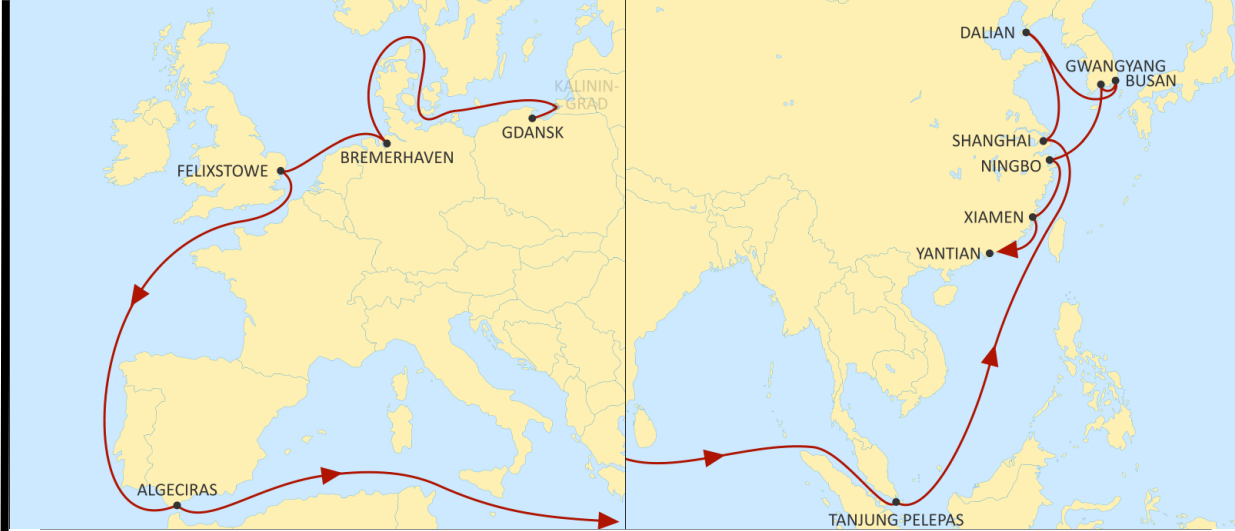 KALININ-
GRAD
GDANSK
BREMERHAVEN
FELIXSTOWE
ALGECIRAS
DALIAN
GWANGYANG
BUSAN
SHANGHAI
NINGBO
XIAMEN
YANTIAN
TANJUNG PELEPAS